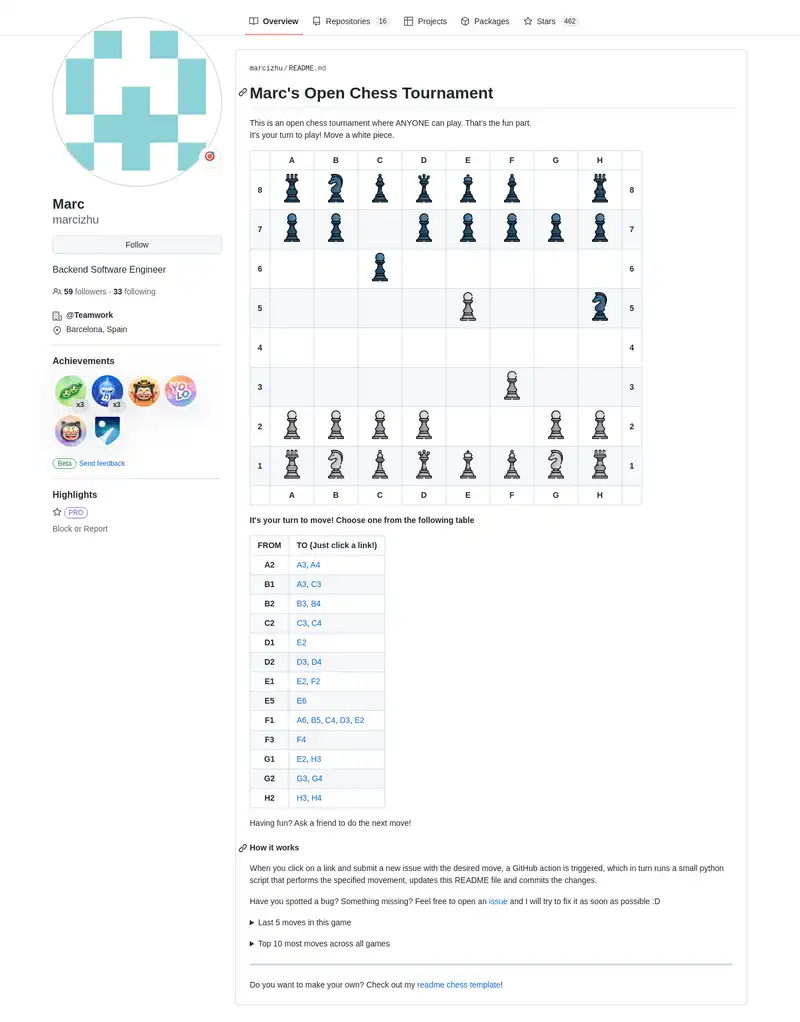 Overview
Repositories 16
Projects
Packages
Stars 462
Marc
marcizhu
Follow
Backend Software Engineer
59 followers · 33 following
@Teamwork
Barcelona, Spain
Achievements
x3
x3
YOLO
Beta Send feedback
Highlights
PRO
Block or Report
marcizhu/README.md
Marc's Open Chess Tournament
This is an open chess tournament where ANYONE can play. That's the fun part.
It's your turn to play! Move a white piece.
A B C D E F G H
8 8
7 7
6 6
5 5
4 4
3 3
2 2
1 1
A B C D E F G H
It's your turn to move! Choose one from the following table
FROM TO (Just click a link!)
A2 A3, A4
B1 A3, C3
B2 B3, B4
C2 C3, C4
D1 E2
D2 D3, D4
E1 E2, F2
E5 E6
F1 A6, B5, C4, D3, E2
F3 F4
G1 E2, H3
G2 G3, G4
H2 H3, H4
Having fun? Ask a friend to do the next move!
How it works
When you click on a link and submit a new issue with the desired move, a GitHub action is triggered, which in turn runs a small python
script that performs the specified movement, updates this README file and commits the changes.
Have you spotted a bug? Something missing? Feel free to open an issue and I will try to fix it as soon as possible :D
Last 5 moves in this game
Top 10 most moves across all games
Do you want to make your own? Check out my readme chess template!